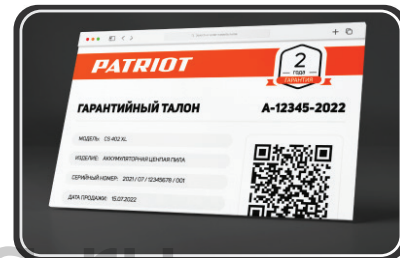 PATRIOT
2
ГОДА
ГАРАНТИЯ
ГАРАНТИЙНЫЙ ТАЛОН
A-12345-2022
МОДЕЛЬ: CS 402 XL
ИЗДЕЛИЕ: АККУМУЛЯТОРНАЯ ЦЕПНАЯ ПИЛА
СЕРИЙНЫЙ НОМЕР: 2021 / 07 / 12345678 / 001
ДАТА ПРОДАЖИ: 15.07.2022